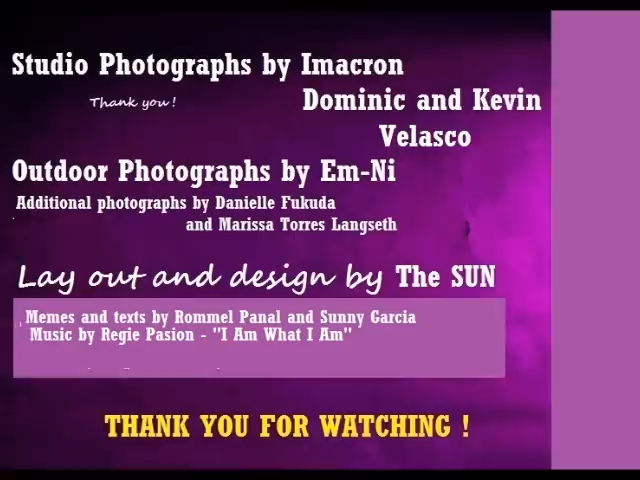 Studio Photographs by Imacron
Thank you !
Dominic and Kevin
Velasco
Outdoor Photographs by Em-Ni
Additional photographs by Danielle Fukuda
and Marissa Torres Langseth
Lay out and design by The SUN
Memes and texts by Rommel Panal and Sunny Garcia
Music by Regie Pasion - "I Am What I Am"
THANK YOU FOR WATCHING !